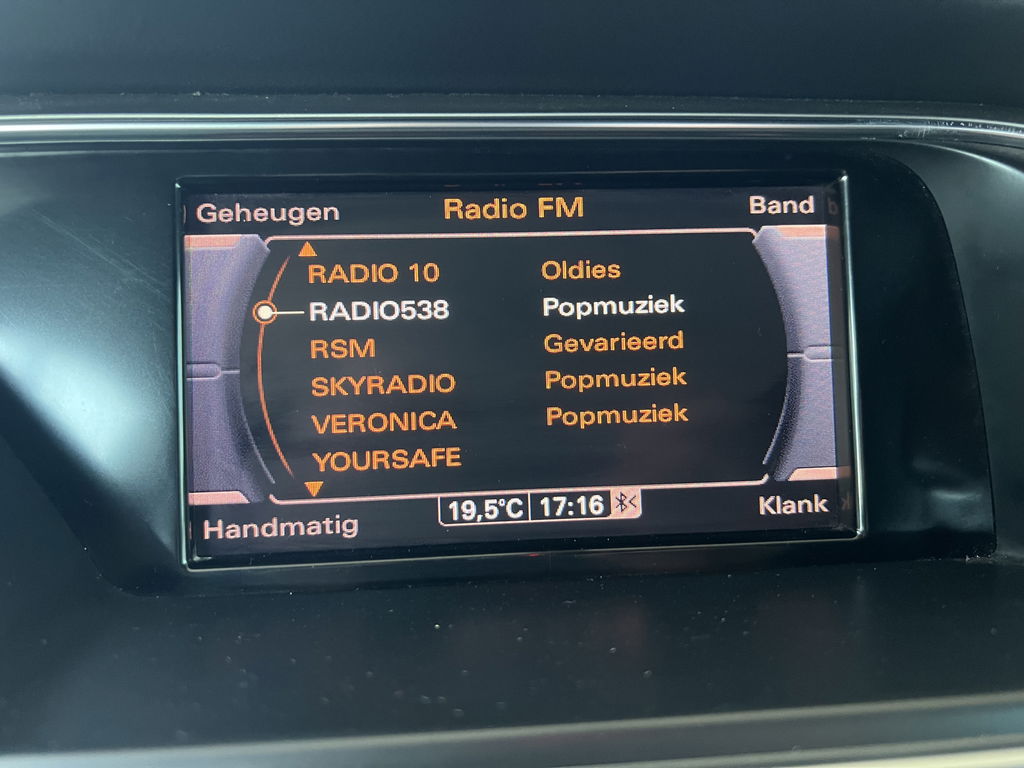 Geheugen Radio FM Band
RADIO 10 Oldies
RADIO538 Popmuziek
RSM Gevarieerd
SKYRADIO Popmuziek
VERONICA Popmuziek
YOURSAFE
Handmatig 19,5°C 17:16 Klank